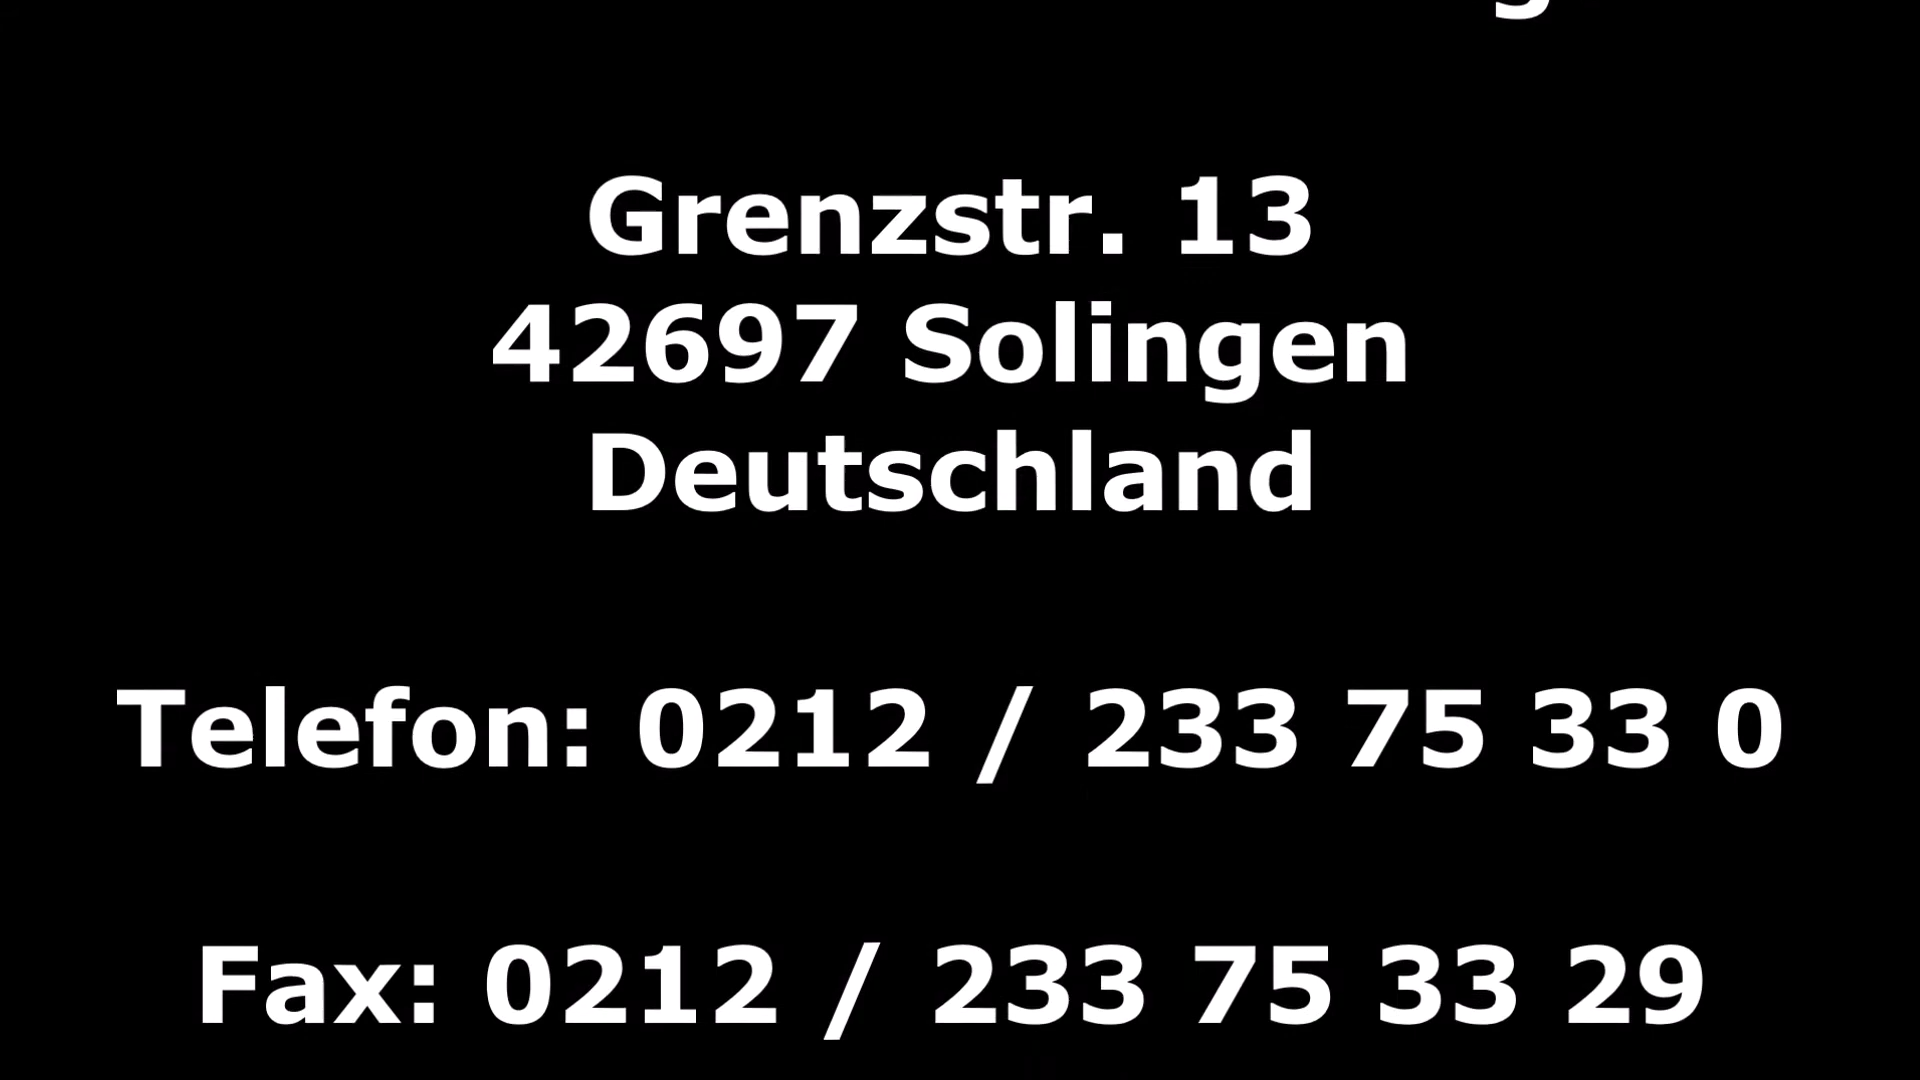 Grenzstr. 13
42697 Solingen
Deutschland
Telefon: 0212 / 233 75 33 0
Fax: 0212 / 233 75 33 29